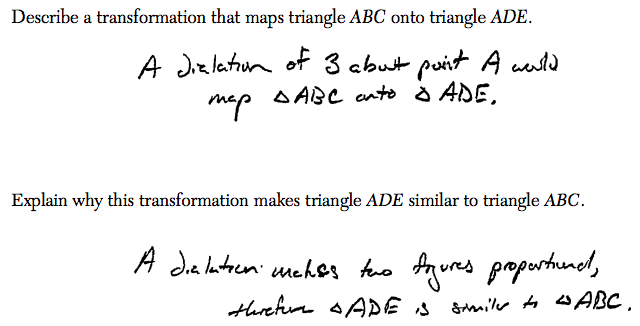 Describe a transformation that maps triangle ABC onto triangle ADE.
A dialation of 3 about point A would
map △ABC onto △ADE.
Explain why this transformation makes triangle ADE similar to triangle ABC.
A dialation makes two figures proportional,
therefore △ADE is similar to △ABC.